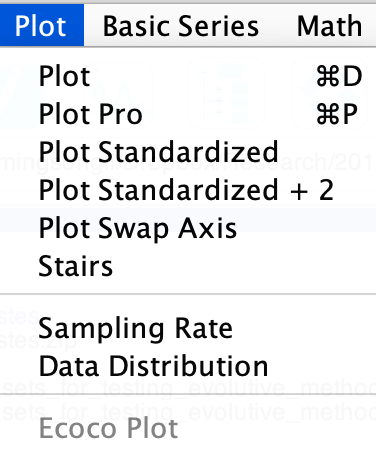 Plot Basic Series Math
Plot ⌘D
Plot Pro ⌘P
Plot Standardized
Plot Standardized + 2
Plot Swap Axis
Stairs
Sampling Rate
Data Distribution
Ecoco Plot